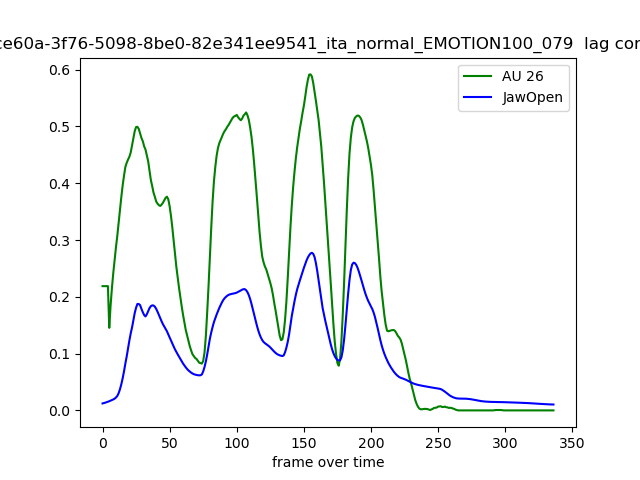 ce60a-3f76-5098-8be0-82e341ee9541_ita_normal_EMOTION100_079 lag cor
AU 26
JawOpen
0.6
0.5
0.4
0.3
0.2
0.1
0.0
0 50 100 150 200 250 300 350
frame over time